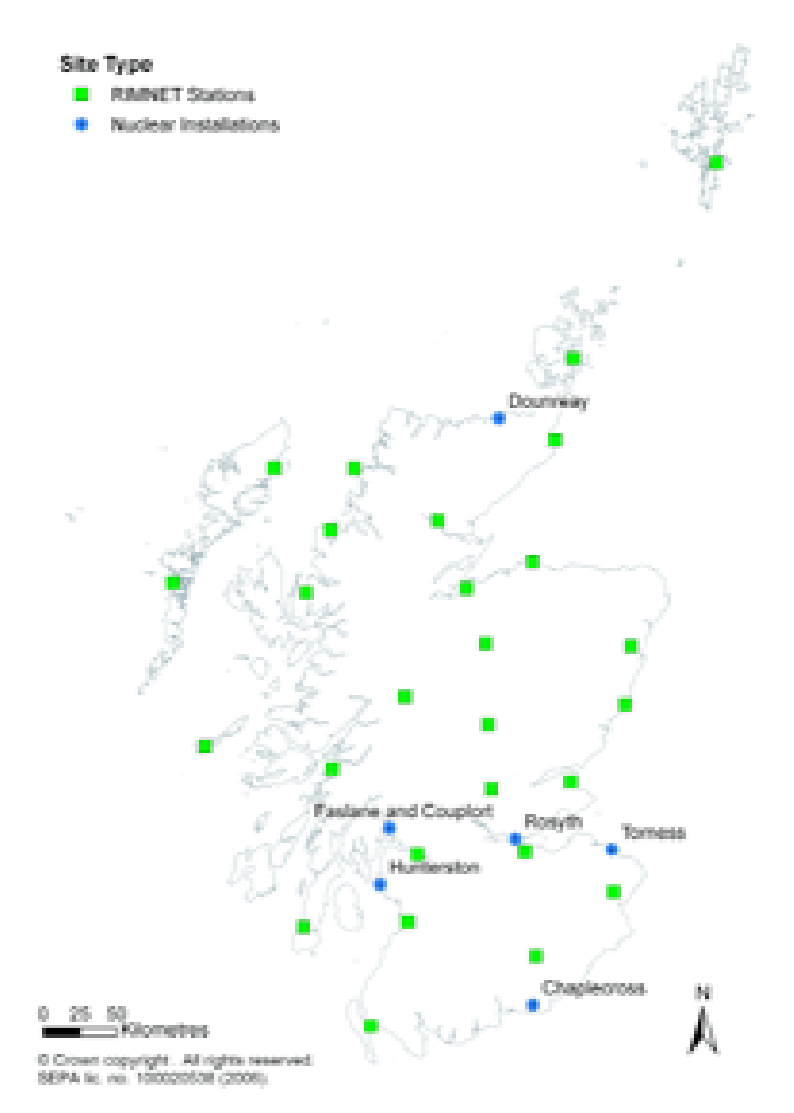 Site Type
RIMNET Stations
Nuclear Installations
Dounreay
Faslane and Coulport
Rosyth
Torness
Hunterston
Chaplecross
N
0 25 50
Kilometres
© Crown copyright. All rights reserved.
SEPA lic. no. 100020538 (2006)